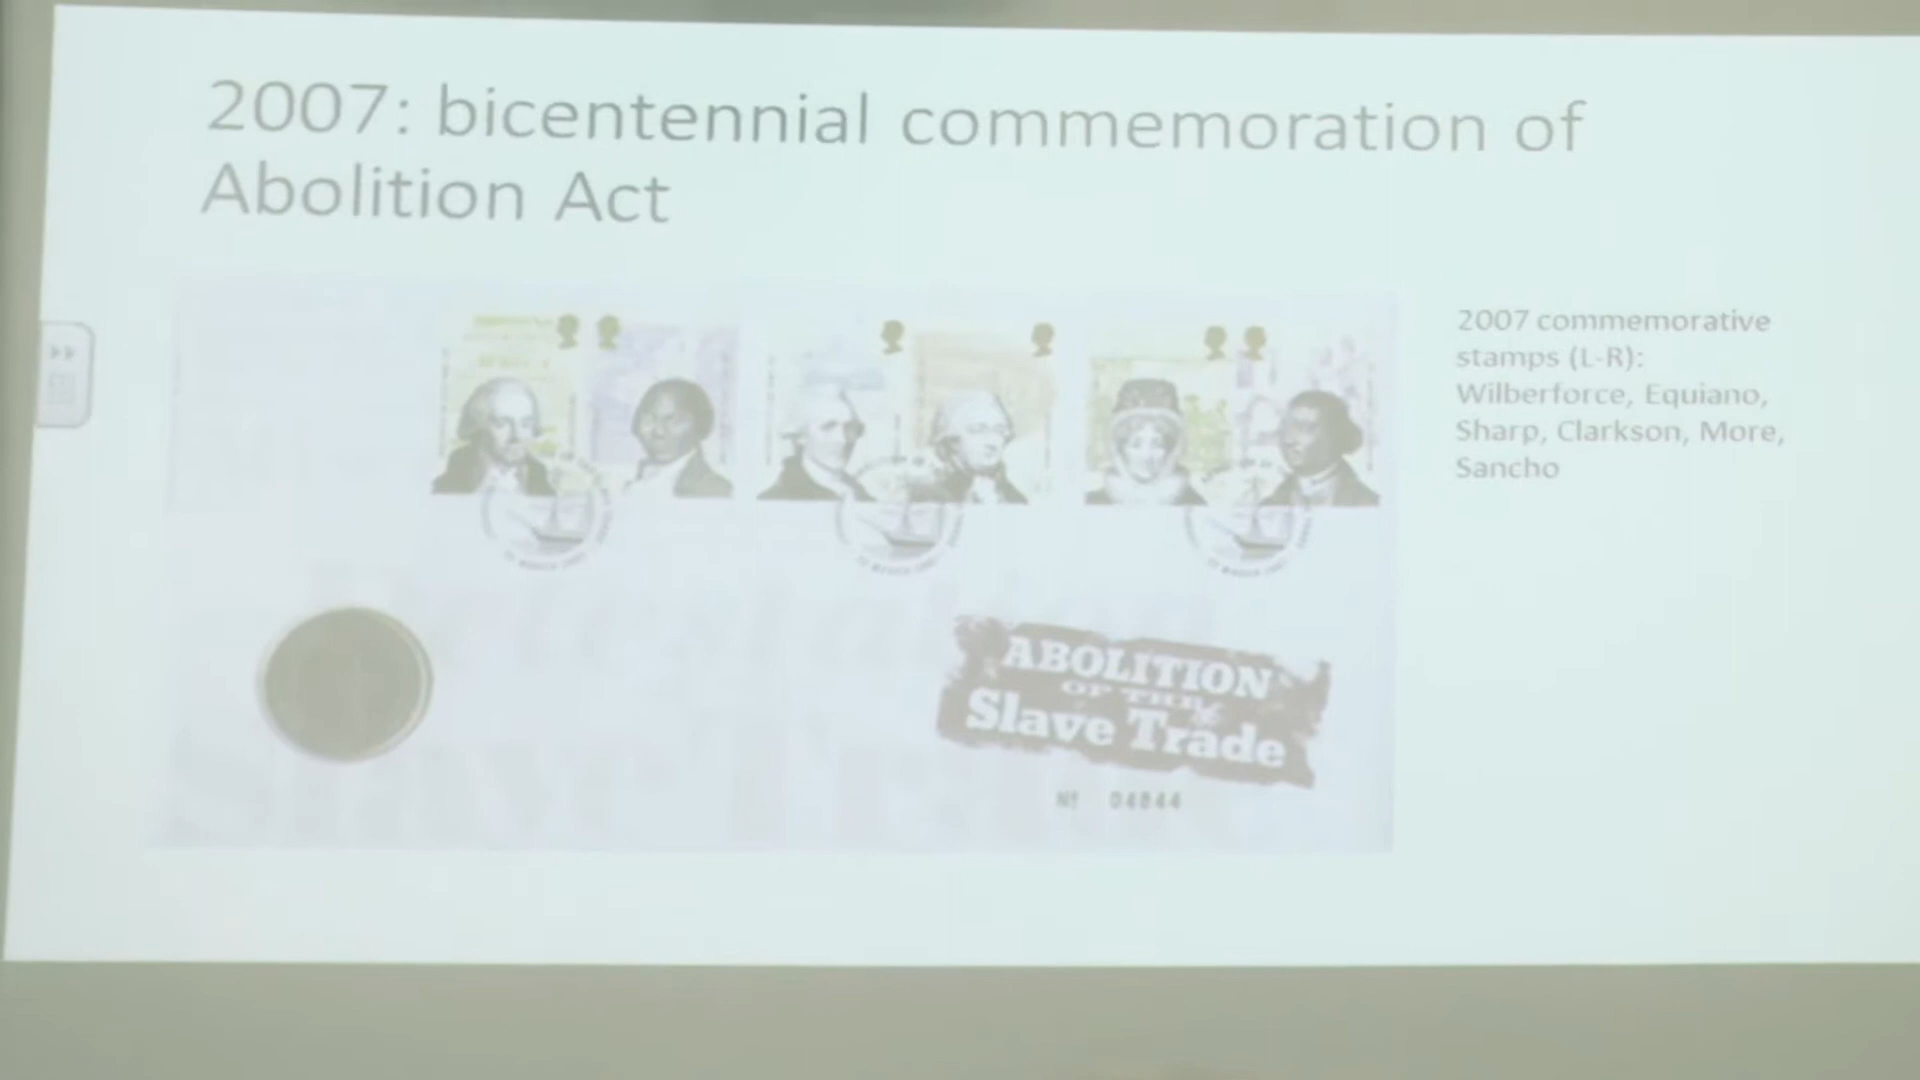 2007: bicentennial commemoration of
Abolition Act
2007 commemorative
stamps (L-R):
Wilberforce, Equiano,
Sharp, Clarkson, More,
Sancho
ABOLITION
OF THE
Slave Trade
Nº 04844